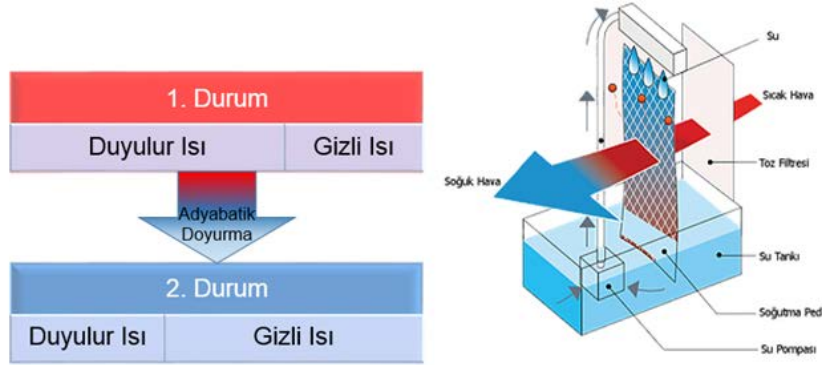 1. Durum
Duyulur Isı
Gizli Isı
Adyabatik
Doyurma
2. Durum
Duyulur Isı
Gizli Isı
Su
Sıcak Hava
Toz Filtresi
Soğuk Hava
Su Tankı
Soğutma Ped
Su Pompası